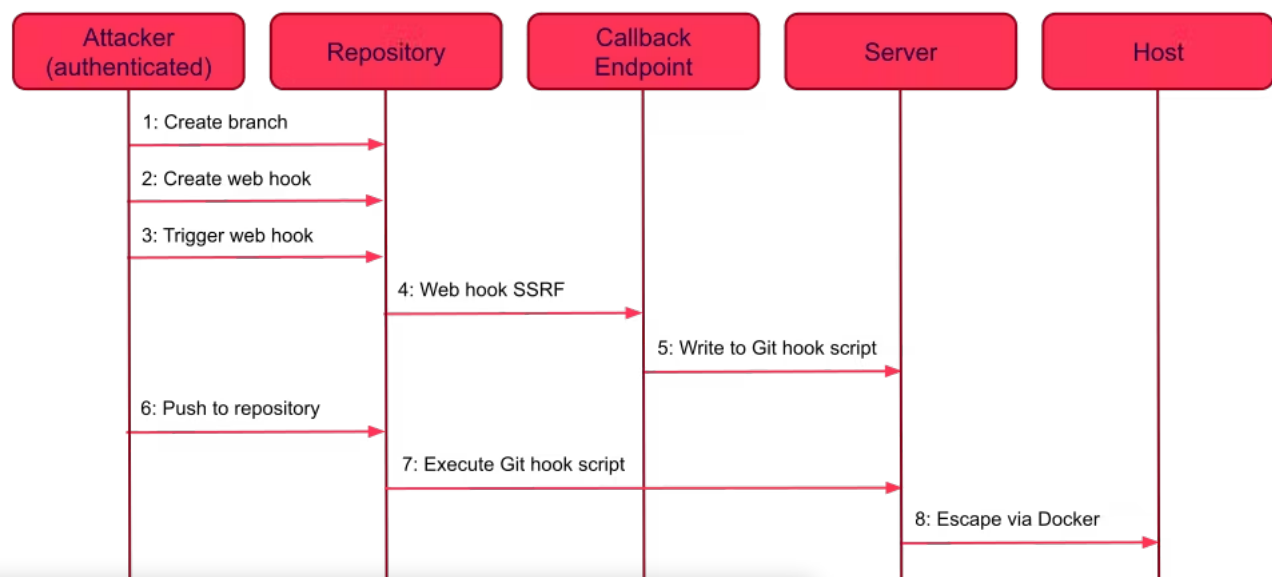 Attacker
(authenticated)
Repository
Callback
Endpoint
Server
Host
1: Create branch
2: Create web hook
3: Trigger web hook
4: Web hook SSRF
5: Write to Git hook script
6: Push to repository
7: Execute Git hook script
8: Escape via Docker